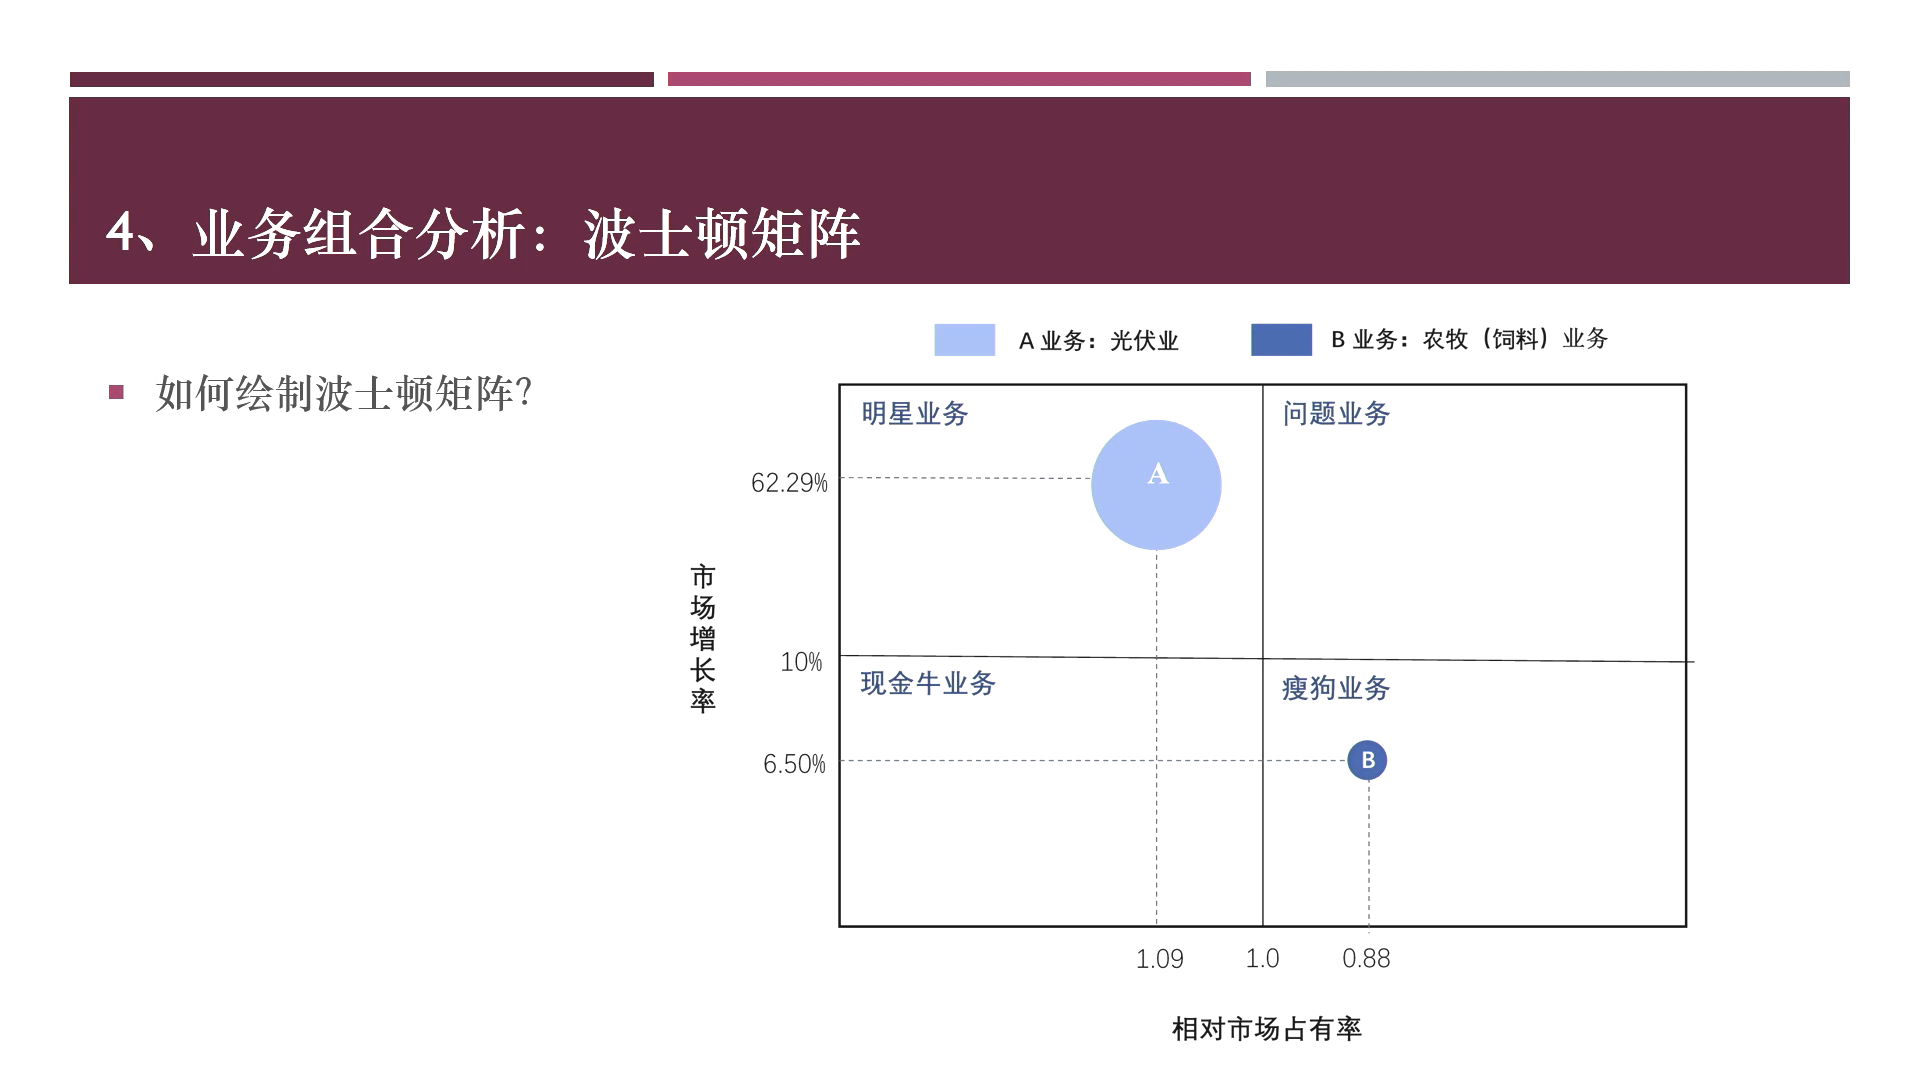 4、业务组合分析：波士顿矩阵
如何绘制波士顿矩阵？
A 业务：光伏业
B 业务：农牧（饲料）业务
明星业务
问题业务
A
62.29%
市场增长率
10%
现金牛业务
瘦狗业务
6.50%
B
1.09
1.0
0.88
相对市场占有率